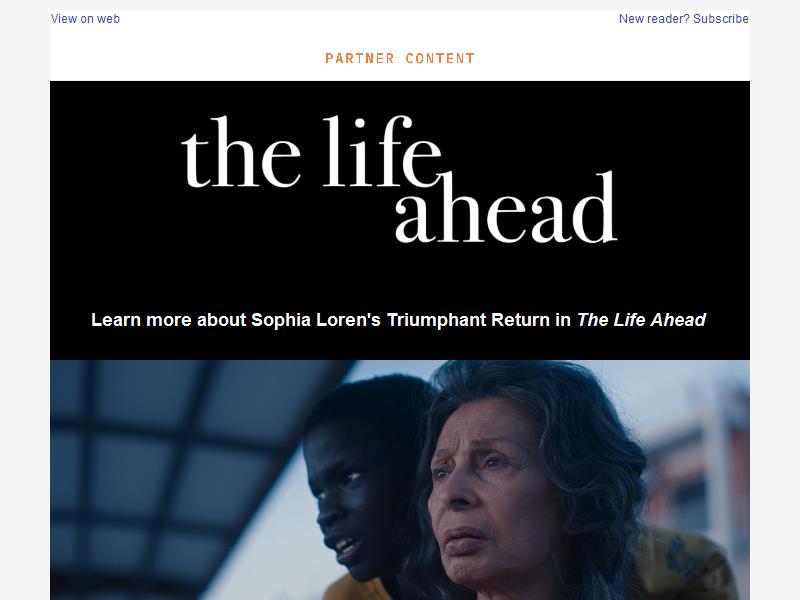 View on web
New reader? Subscribe
PARTNER CONTENT
the life
ahead
Learn more about Sophia Loren's Triumphant Return in The Life Ahead